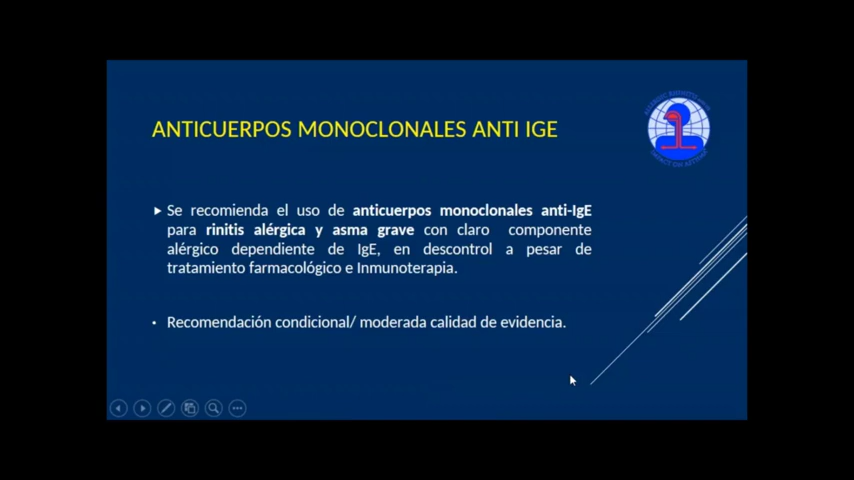 ANTICUERPOS MONOCLONALES ANTI IGE
Se recomienda el uso de anticuerpos monoclonales anti-IgE
para rinitis alérgica y asma grave con claro componente
alérgico dependiente de IgE, en descontrol a pesar de
tratamiento farmacológico e Inmunoterapia.
Recomendación condicional/ moderada calidad de evidencia.